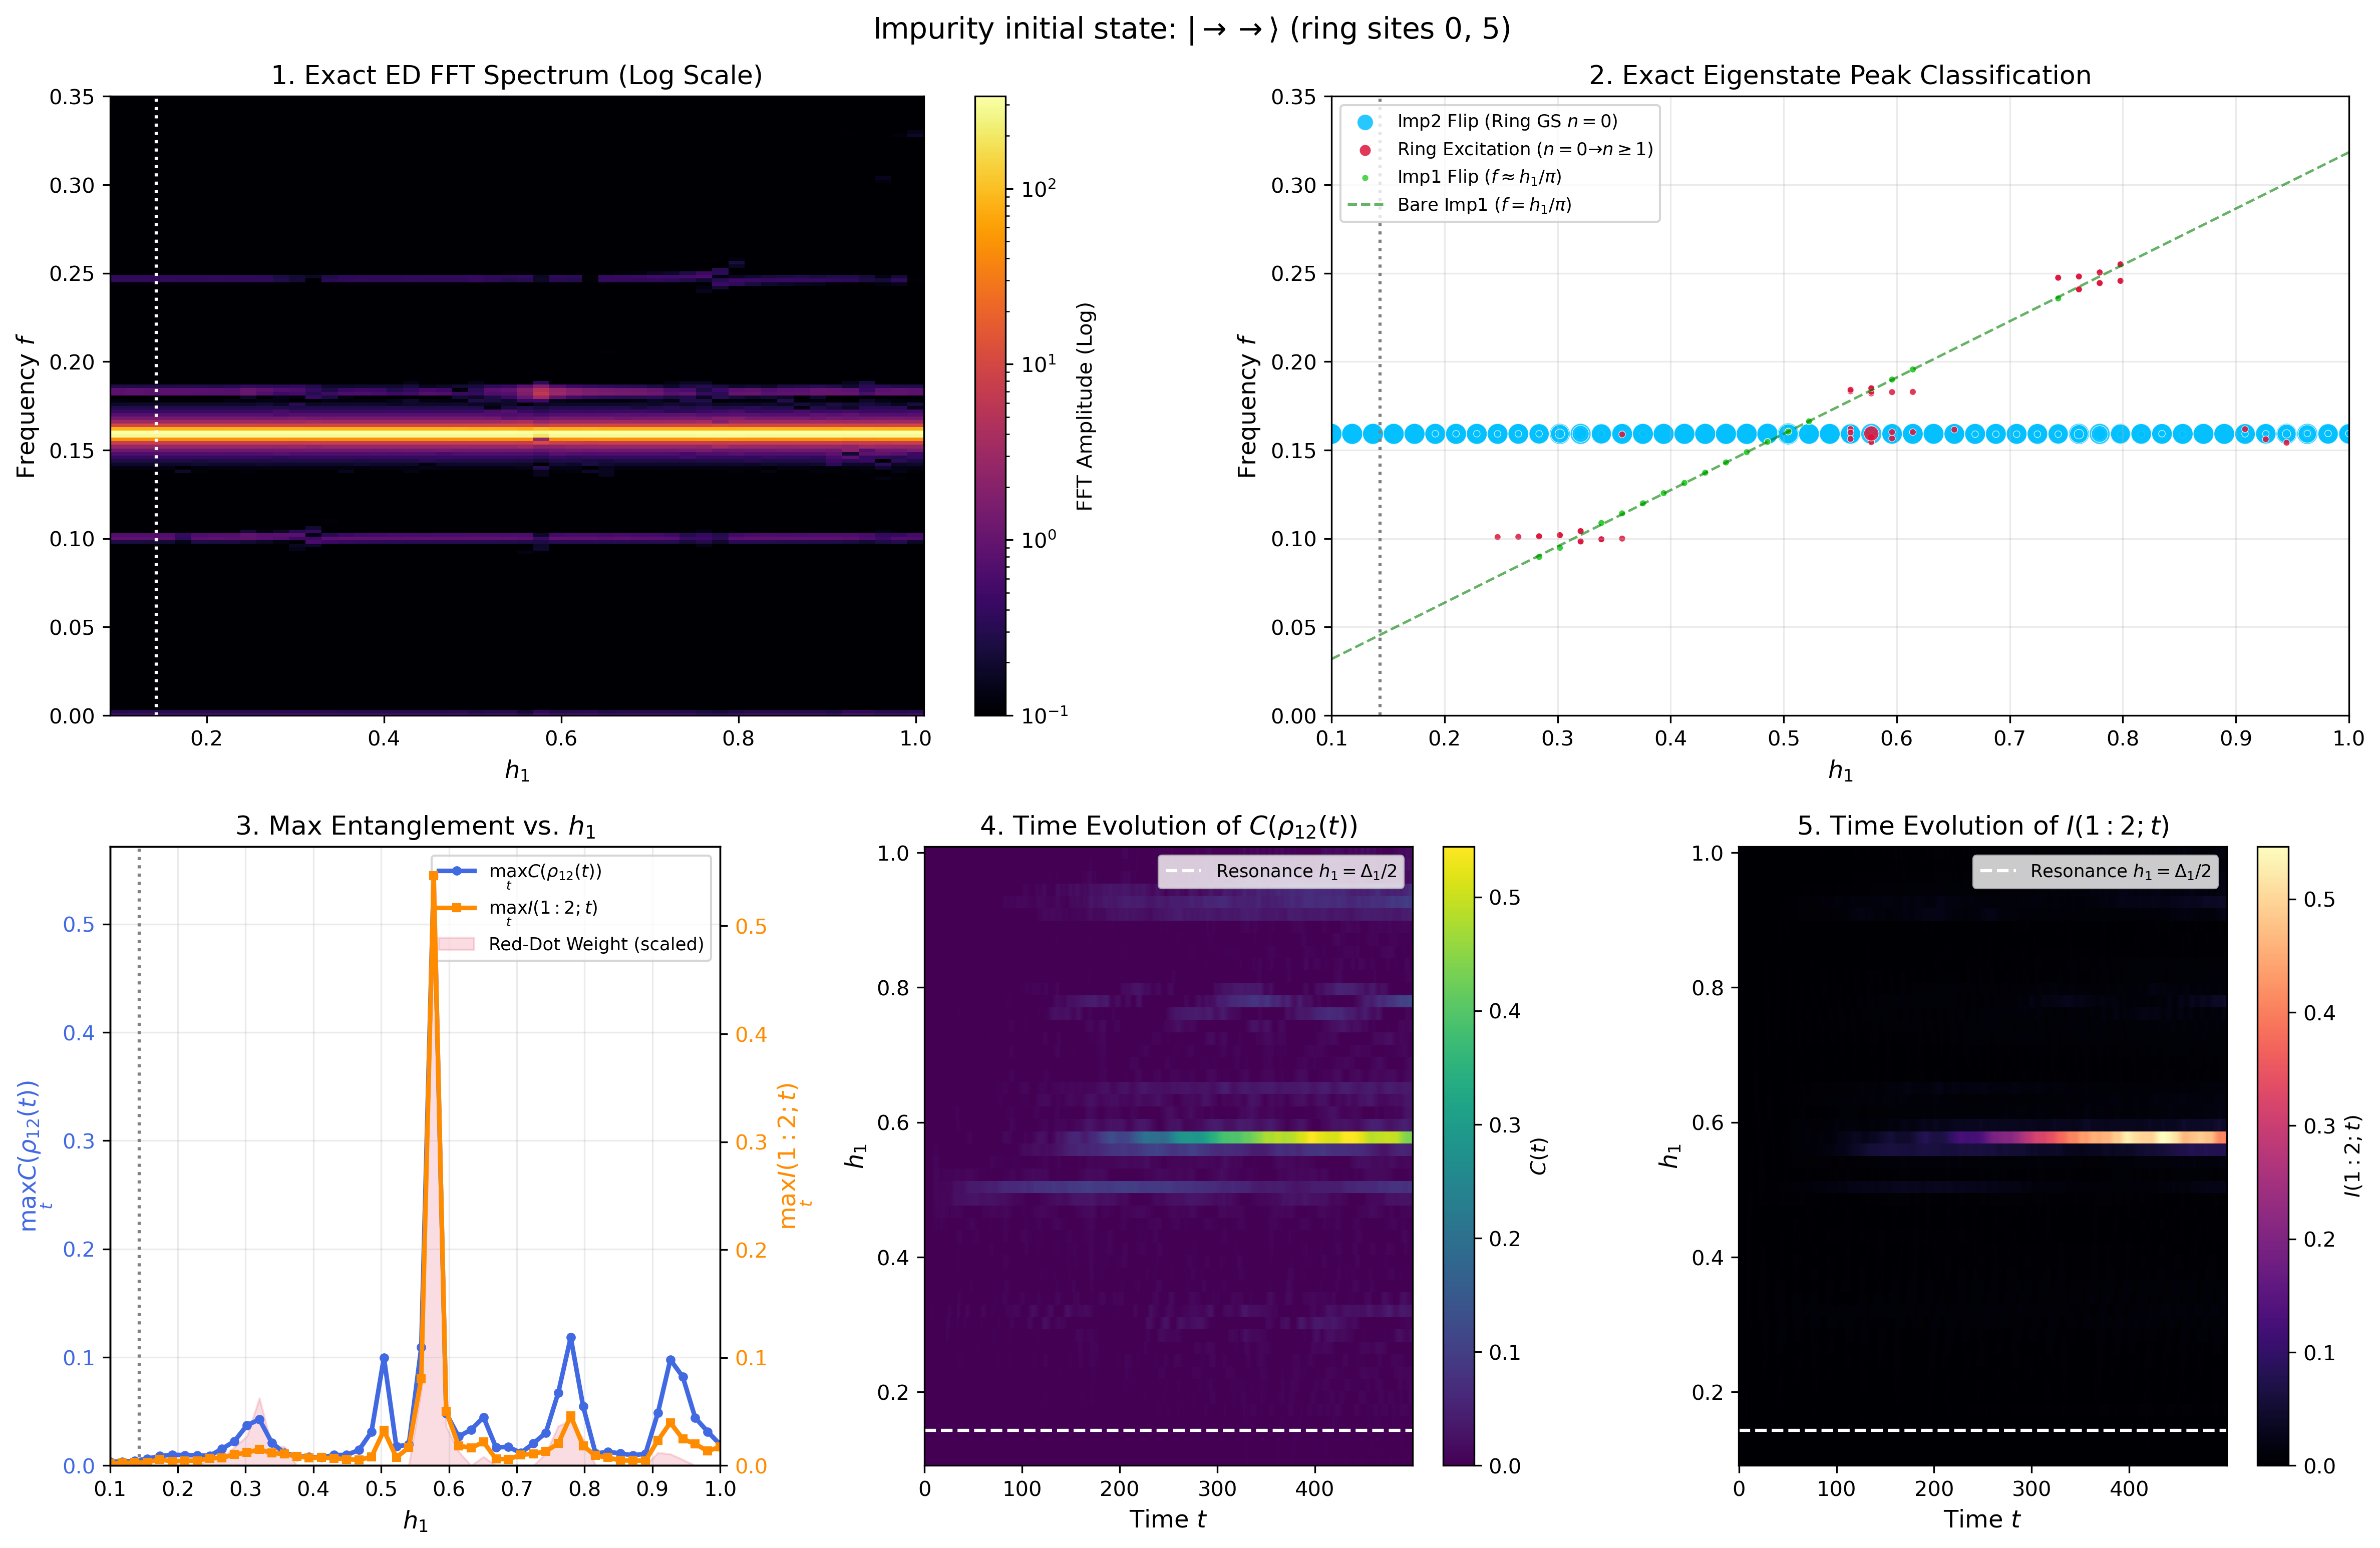 Impurity initial state: |→→⟩ (ring sites 0, 5)
1. Exact ED FFT Spectrum (Log Scale)
0.35
0.30
0.25
0.20
0.15
0.10
0.05
0.00
Frequency f
0.2 0.4 0.6 0.8 1.0
h₁
10²
10¹
10⁰
10⁻¹
FFT Amplitude (Log)
2. Exact Eigenstate Peak Classification
Imp2 Flip (Ring GS n = 0)
Ring Excitation (n = 0→n ≥ 1)
Imp1 Flip (f ≈ h₁/π)
Bare Imp1 (f = h₁/π)
0.35
0.30
0.25
0.20
0.15
0.10
0.05
0.00
Frequency f
0.1 0.2 0.3 0.4 0.5 0.6 0.7 0.8 0.9 1.0
h₁
3. Max Entanglement vs. h₁
max C(ρ₁₂(t))
t
max I(1 : 2; t)
t
Red-Dot Weight (scaled)
0.5
0.4
0.3
0.2
0.1
0.0
max C(ρ₁₂(t))
t
0.1 0.2 0.3 0.4 0.5 0.6 0.7 0.8 0.9 1.0
h₁
0.5
0.4
0.3
0.2
0.1
0.0
max I(1 : 2; t)
t
4. Time Evolution of C(ρ₁₂(t))
Resonance h₁ = Δ₁/2
1.0
0.8
0.6
0.4
0.2
h₁
0 100 200 300 400
Time t
0.5
0.4
0.3
0.2
0.1
0.0
C(t)
5. Time Evolution of I(1 : 2; t)
Resonance h₁ = Δ₁/2
1.0
0.8
0.6
0.4
0.2
h₁
0 100 200 300 400
Time t
0.5
0.4
0.3
0.2
0.1
0.0
I(1 : 2; t)